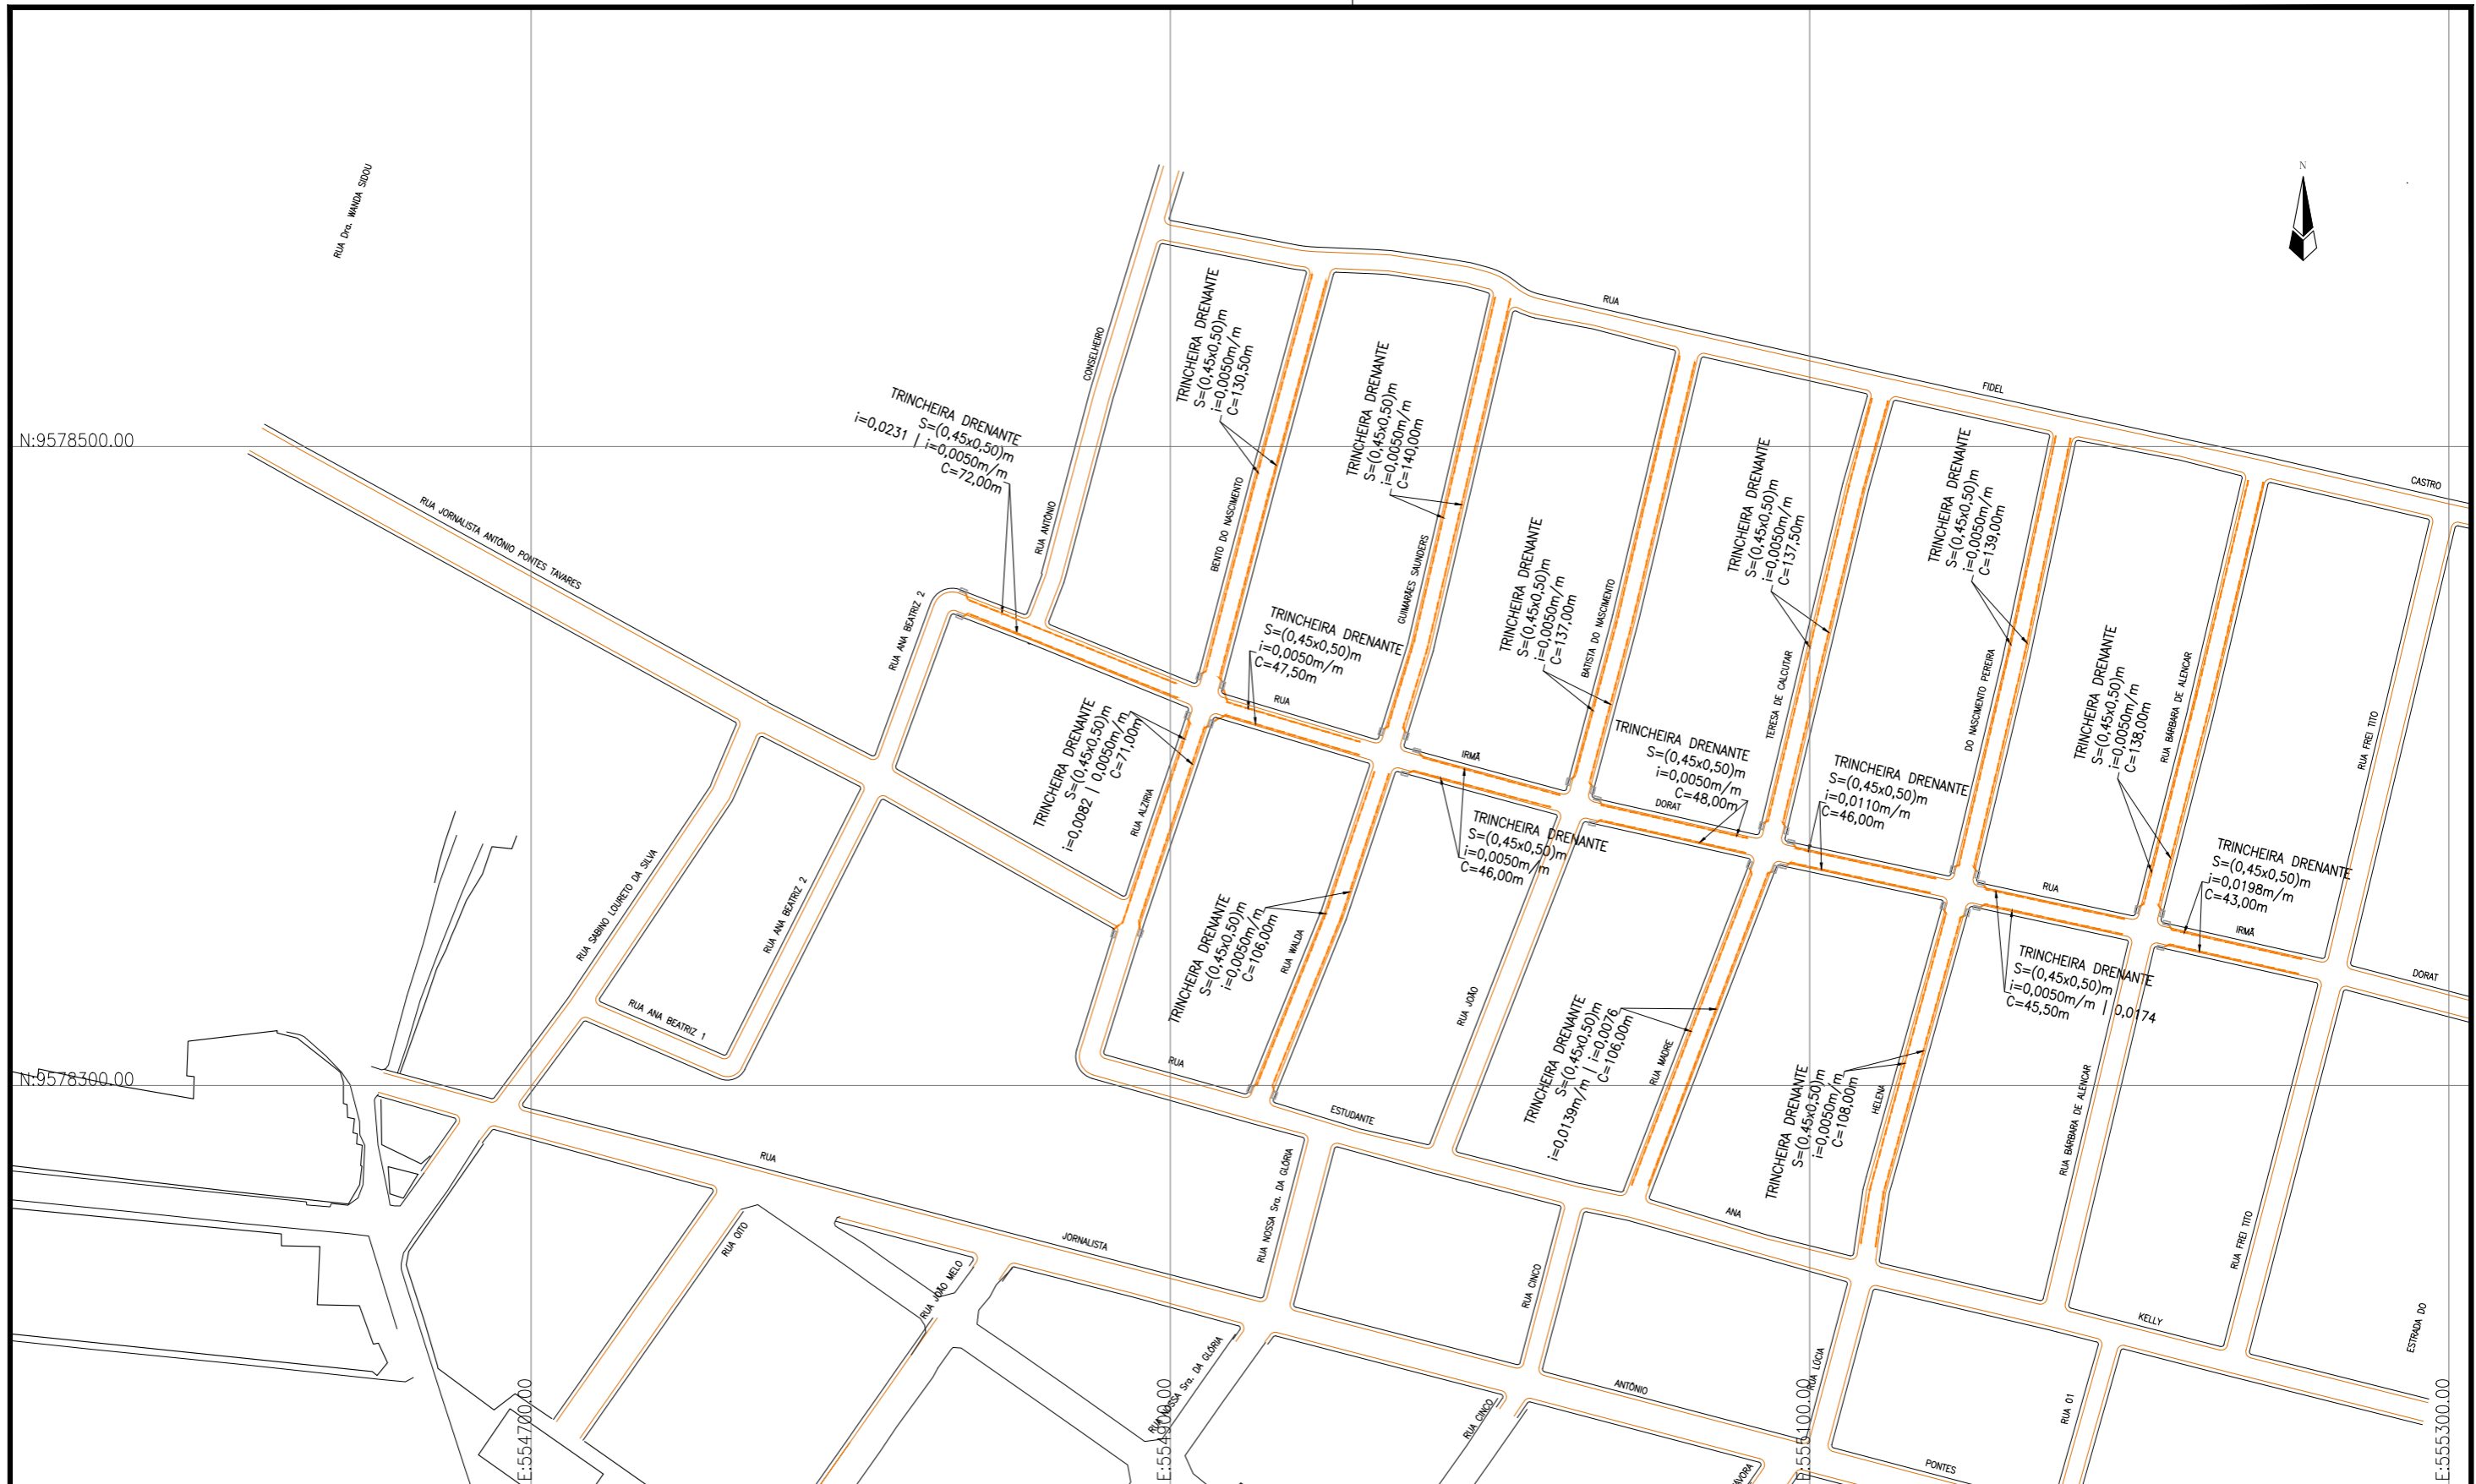 N
RUA Dra. WANDA SIDOU
RUA
FIDEL
CASTRO
CONSELHEIRO
RUA ANTÔNIO
TRINCHEIRA DRENANTE
S=(0,45x0,50)m
i=0,0231 | i=0,0050m/m
C=72,00m
TRINCHEIRA DRENANTE
S=(0,45x0,50)m
i=0,0050m/m
C=130,50m
TRINCHEIRA DRENANTE
S=(0,45x0,50)m
i=0,0050m/m
C=140,00m
TRINCHEIRA DRENANTE
S=(0,45x0,50)m
i=0,0050m/m
C=137,00m
TRINCHEIRA DRENANTE
S=(0,45x0,50)m
i=0,0050m/m
C=137,50m
TRINCHEIRA DRENANTE
S=(0,45x0,50)m
i=0,0050m/m
C=139,00m
TRINCHEIRA DRENANTE
S=(0,45x0,50)m
i=0,0050m/m
C=138,00m
N:9578500.00
RUA JORNALISTA ANTÔNIO PONTES TAVARES
RUA ANA BEATRIZ 2
BENTO DO NASCIMENTO
GUIMARÃES SAUNDERS
BATISTA DO NASCIMENTO
TERESA DE CALCUTAR
DO NASCIMENTO PEREIRA
RUA BÁRBARA DE ALENCAR
RUA FREI TITO
TRINCHEIRA DRENANTE
S=(0,45x0,50)m
i=0,0050m/m
C=47,50m
RUA
IRMÃ
DORAT
RUA
IRMÃ
DORAT
TRINCHEIRA DRENANTE
S=(0,45x0,50)m
i=0,0082 | 0,0050m/m
C=71,00m
RUA ALZIRIA
TRINCHEIRA DRENANTE
S=(0,45x0,50)m
i=0,0050m/m
C=48,00m
TRINCHEIRA DRENANTE
S=(0,45x0,50)m
i=0,0110m/m
C=46,00m
TRINCHEIRA DRENANTE
S=(0,45x0,50)m
i=0,0050m/m
C=46,00m
TRINCHEIRA DRENANTE
S=(0,45x0,50)m
i=0,0198m/m
C=43,00m
TRINCHEIRA DRENANTE
S=(0,45x0,50)m
i=0,0050m/m | 0,0174
C=45,50m
TRINCHEIRA DRENANTE
S=(0,45x0,50)m
i=0,0050m/m
C=106,00m
RUA WALDA
RUA JOÃO
TRINCHEIRA DRENANTE
S=(0,45x0,50)m
i=0,0139m/m | i=0,0076
C=106,00m
RUA MADRE
TRINCHEIRA DRENANTE
S=(0,45x0,50)m
i=0,0050m/m
C=108,00m
HELENA
RUA BÁRBARA DE ALENCAR
RUA FREI TITO
RUA SABINO LOURETO DA SILVA
RUA ANA BEATRIZ 2
RUA ANA BEATRIZ 1
N:9578300.00
RUA
ESTUDANTE
ANA
KELLY
ESTRADA DO
RUA
JORNALISTA
ANTÔNIO
PONTES
RUA OITO
RUA JOÃO MELO
RUA NOSSA Sra. DA GLÓRIA
RUA NOSSA Sra. DA GLÓRIA
RUA CINCO
RUA CINCO
RUA LÚCIA
RUA 01
E:554700.00
E:554900.00
E:555100.00
E:555300.00